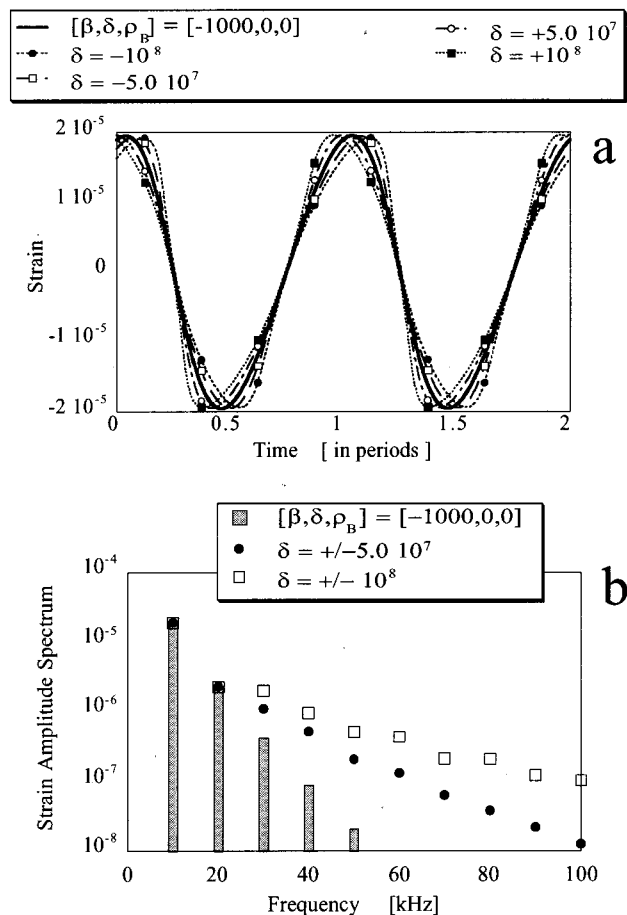 [β,δ,ρ_B] = [-1000,0,0]
δ = −10^8
δ = −5.0 10^7
δ = +5.0 10^7
δ = +10^8
a
2 10^-5
1 10^-5
0
-1 10^-5
-2 10^-5
Strain
0 0.5 1 1.5 2
Time [ in periods ]
[β,δ,ρ_B] = [−1000,0,0]
δ = +/−5.0 10^7
δ = +/− 10^8
b
10^-4
10^-5
10^-6
10^-7
10^-8
Strain Amplitude Spectrum
0 20 40 60 80 100
Frequency [kHz]